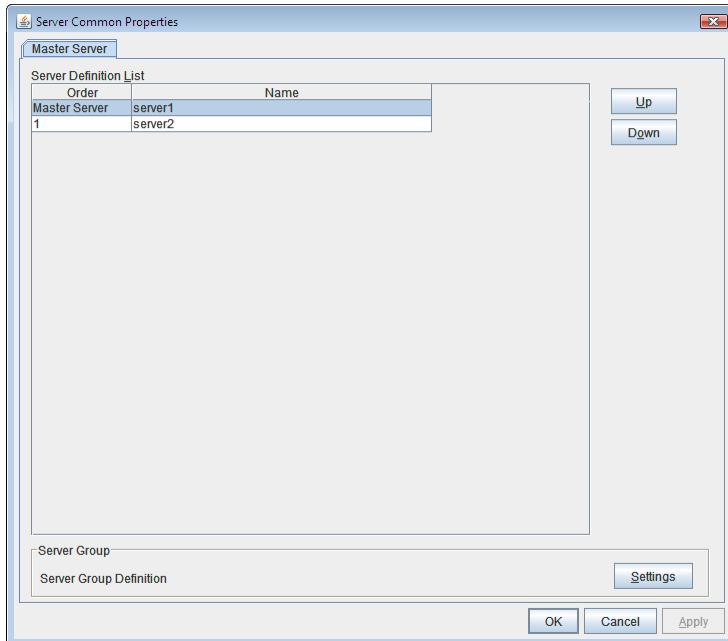 Server Common Properties
Master Server
Server Definition List
Order Name
Master Server server1
1 server2
Up
Down
Server Group
Server Group Definition
Settings
OK Cancel Apply